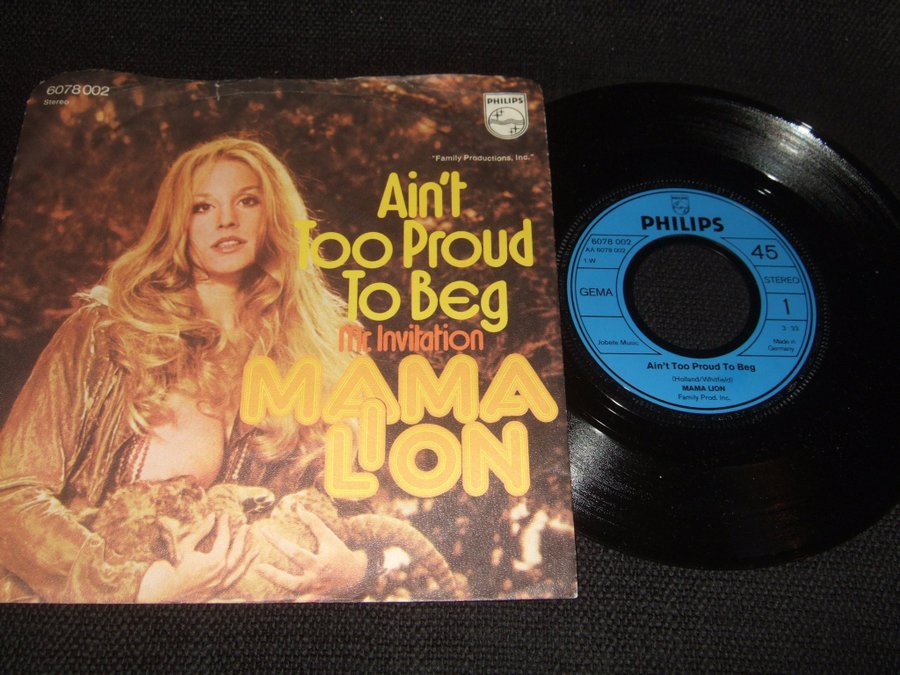 6078 002
Stereo
PHILIPS
"Family Productions, Inc."
Ain't
Too Proud
To Beg
Mr. Invitation
MAMA
LION
PHILIPS
6078 002
AA 6078 002
1 W
45
STEREO
GEMA
1
3:33
Jobete Music
Made in
Germany
Ain't Too Proud To Beg
(Holland/Whitfield)
MAMA LION
Family Prod. Inc.